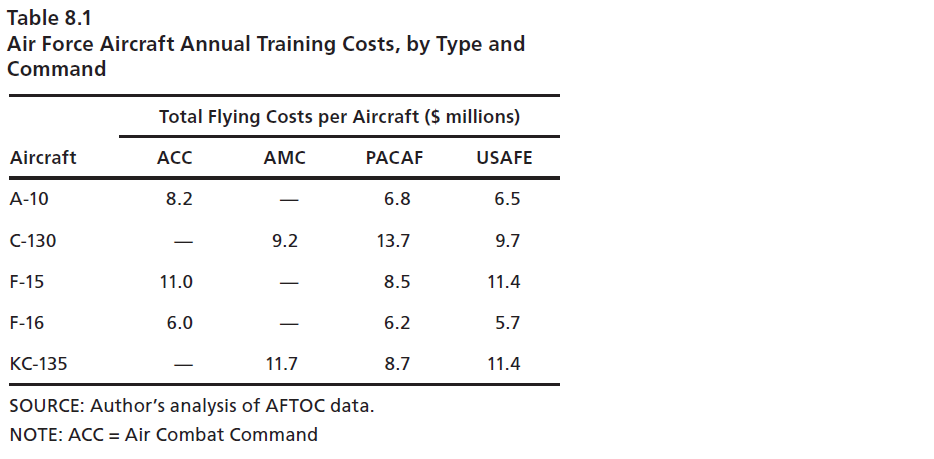 Table 8.1
Air Force Aircraft Annual Training Costs, by Type and
Command
Total Flying Costs per Aircraft ($ millions)
Aircraft ACC AMC PACAF USAFE
A-10 8.2 — 6.8 6.5
C-130 — 9.2 13.7 9.7
F-15 11.0 — 8.5 11.4
F-16 6.0 — 6.2 5.7
KC-135 — 11.7 8.7 11.4
SOURCE: Author’s analysis of AFTOC data.
NOTE: ACC = Air Combat Command